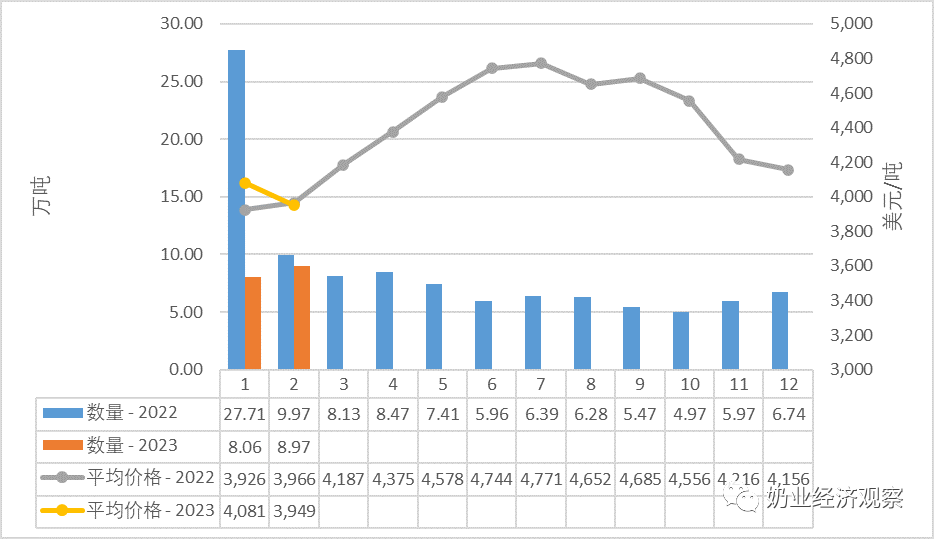 30.00 5,000
4,800
25.00
4,600
20.00 4,400
4,200
万吨 15.00 4,000 美元/吨
3,800
10.00
3,600
5.00 3,400
3,200
0.00 3,000
1 2 3 4 5 6 7 8 9 10 11 12
数量 - 2022 27.71 9.97 8.13 8.47 7.41 5.96 6.39 6.28 5.47 4.97 5.97 6.74
数量 - 2023 8.06 8.97
平均价格 - 2022 3,926 3,966 4,187 4,375 4,578 4,744 4,771 4,652 4,685 4,556 4,216 4,156
奶业经济观察
平均价格 - 2023 4,081 3,949